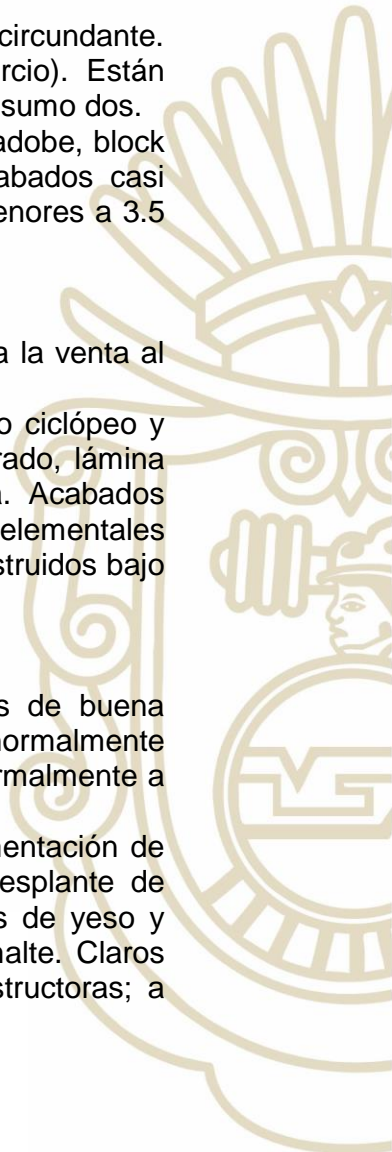 circundante.
rcio). Están
sumo dos.
adobe, block
abados casi
enores a 3.5
a la venta al
o ciclópeo y
rado, lámina
Acabados
elementales
struidos bajo
s de buena
normalmente
rmalmente a
nentación de
esplante de
s de yeso y
nalte. Claros
structoras; a